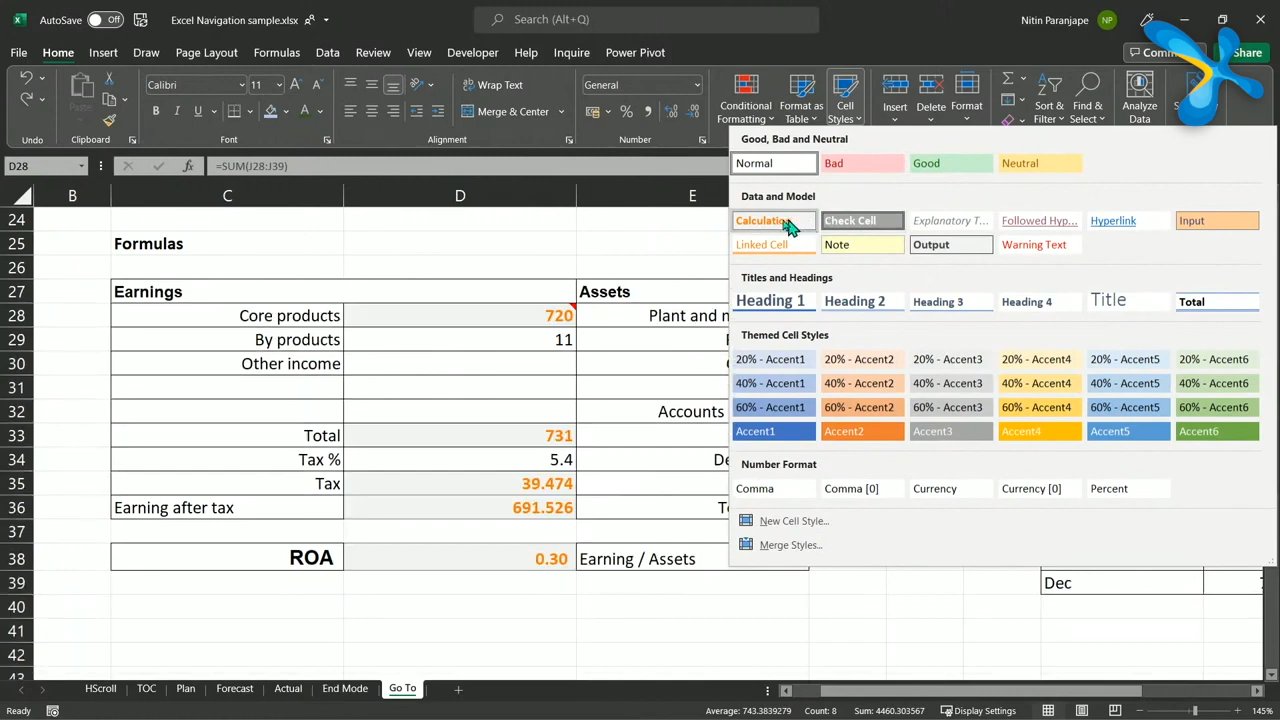 AutoSave Off Excel Navigation sample.xlsx Search (Alt+Q) Nitin Paranjape NP
File Home Insert Draw Page Layout Formulas Data Review View Developer Help Inquire Power Pivot Share
Calibri 11 Wrap Text General
B I U Merge & Center Conditional Formatting Format as Table Cell Styles Insert Delete Format Sort & Filter Find & Select Analyze Data
Undo Clipboard Font Alignment Number
D28 =SUM(J28:J39)
Good, Bad and Neutral
Normal Bad Good Neutral
Data and Model
Calculation Check Cell Explanatory T... Followed Hyp... Hyperlink Input
Linked Cell Note Output Warning Text
Titles and Headings
Heading 1 Heading 2 Heading 3 Heading 4 Title Total
Themed Cell Styles
20% - Accent1 20% - Accent2 20% - Accent3 20% - Accent4 20% - Accent5 20% - Accent6
40% - Accent1 40% - Accent2 40% - Accent3 40% - Accent4 40% - Accent5 40% - Accent6
60% - Accent1 60% - Accent2 60% - Accent3 60% - Accent4 60% - Accent5 60% - Accent6
Accent1 Accent2 Accent3 Accent4 Accent5 Accent6
Number Format
Comma Comma [0] Currency Currency [0] Percent
New Cell Style...
Merge Styles...
B C D E
24
25 Formulas
26
27 Earnings Assets
28 Core products 720 Plant and
29 By products 11
30 Other income
31
32 Accounts
33 Total 731
34 Tax % 5.4
35 Tax 39.474
36 Earning after tax 691.526
37
38 ROA 0.30 Earning / Assets
39 Dec
40
41
42
43
HScroll TOC Plan Forecast Actual End Mode Go To
Ready Average: 743.3839279 Count: 8 Sum: 4460.303567 Display Settings 145%